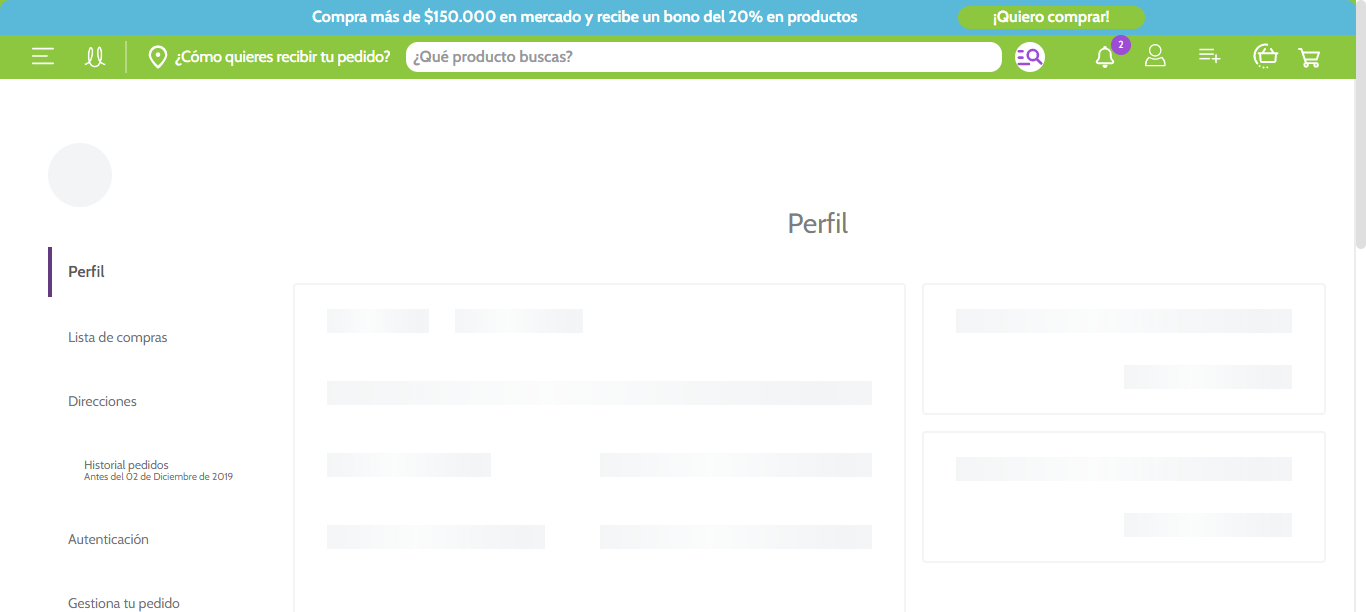 Compra más de $150.000 en mercado y recibe un bono del 20% en productos
¡Quiero comprar!
¿Cómo quieres recibir tu pedido?
¿Qué producto buscas?
2
Perfil
Perfil
Lista de compras
Direcciones
Historial pedidos
Antes del 02 de Diciembre de 2019
Autenticación
Gestiona tu pedido